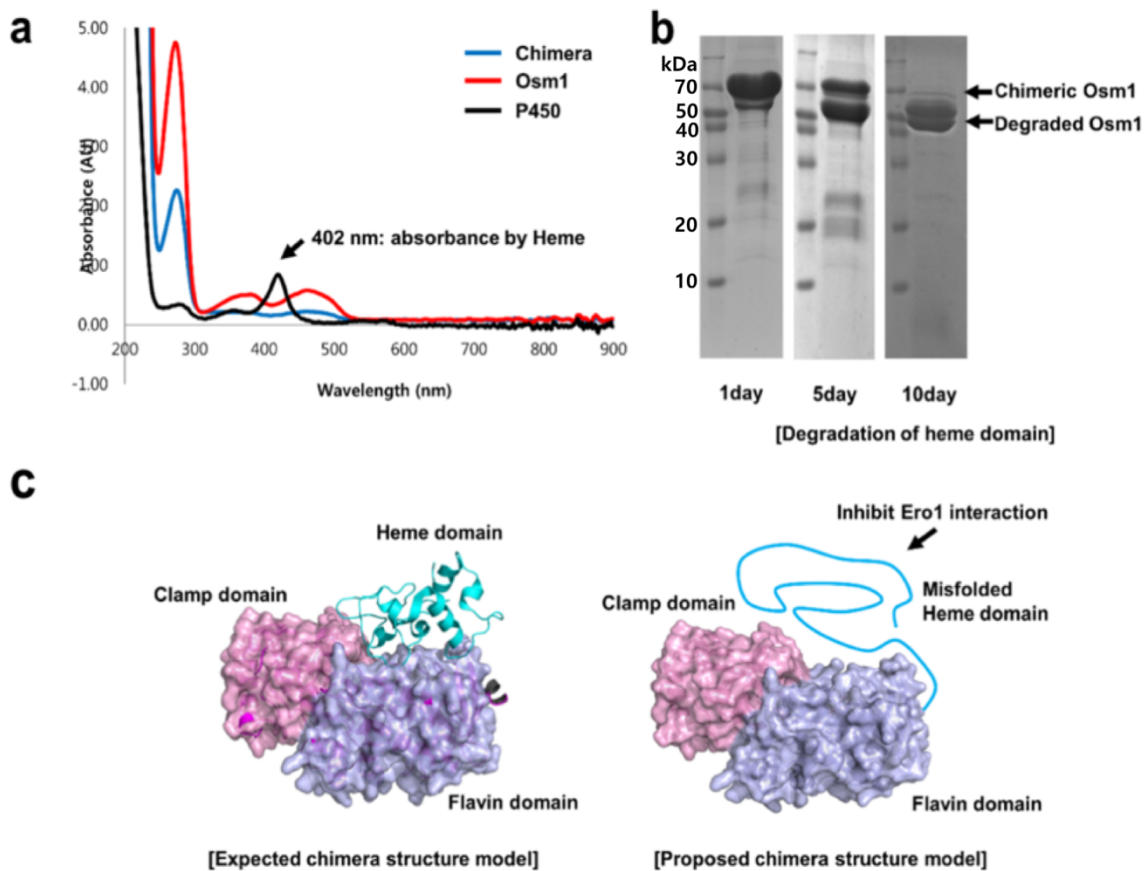 a
5.00
4.00
00
00
00
0.00
-1.00
Absorbance (AU)
200 300 400 500 600 700 800 900
Wavelength (nm)
Chimera
Osm1
P450
402 nm: absorbance by Heme
b
kDa
70
50
40
30
20
10
Chimeric Osm1
Degraded Osm1
1day 5day 10day
[Degradation of heme domain]
c
Heme domain
Clamp domain
Flavin domain
[Expected chimera structure model]
Inhibit Ero1 interaction
Misfolded
Heme domain
Clamp domain
Flavin domain
[Proposed chimera structure model]